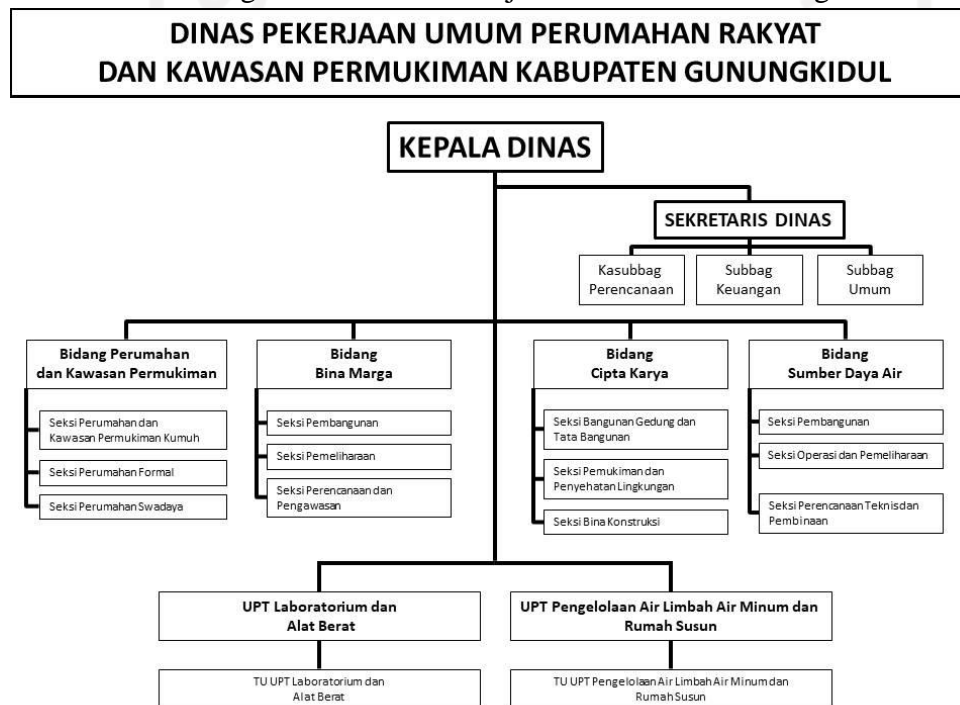 DINAS PEKERJAAN UMUM PERUMAHAN RAKYAT
DAN KAWASAN PERMUKIMAN KABUPATEN GUNUNGKIDUL
KEPALA DINAS
SEKRETARIS DINAS
Kasubbag
Perencanaan
Subbag
Keuangan
Subbag
Umum
Bidang Perumahan
dan Kawasan Permukiman
Seksi Perumahan dan
Kawasan Permukiman Kumuh
Seksi Perumahan Formal
Seksi Perumahan Swadaya
Bidang
Bina Marga
Seksi Pembangunan
Seksi Pemeliharaan
Seksi Perencanaan dan
Pengawasan
Bidang
Cipta Karya
Seksi Bangunan Gedung dan
Tata Bangunan
Seksi Pemukiman dan
Penyehatan Lingkungan
Seksi Bina Konstruksi
Bidang
Sumber Daya Air
Seksi Pembangunan
Seksi Operasi dan Pemeliharaan
Seksi Perencanaan Teknis dan
Pembinaan
UPT Laboratorium dan
Alat Berat
TU UPT Laboratorium dan
Alat Berat
UPT Pengelolaan Air Limbah Air Minum dan
Rumah Susun
TU UPT Pengelolaan Air Limbah Air Minum dan
Rumah Susun